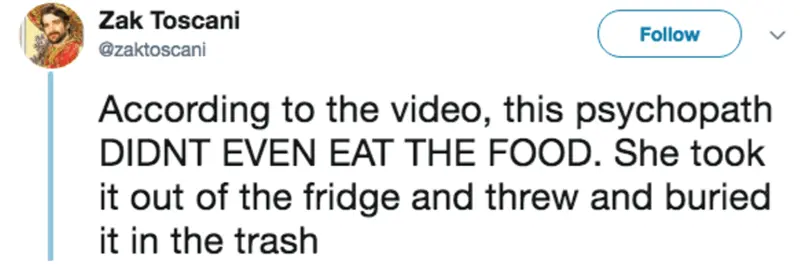 Zak Toscani
@zaktoscani
Follow
According to the video, this psychopath
DIDNT EVEN EAT THE FOOD. She took
it out of the fridge and threw and buried
it in the trash